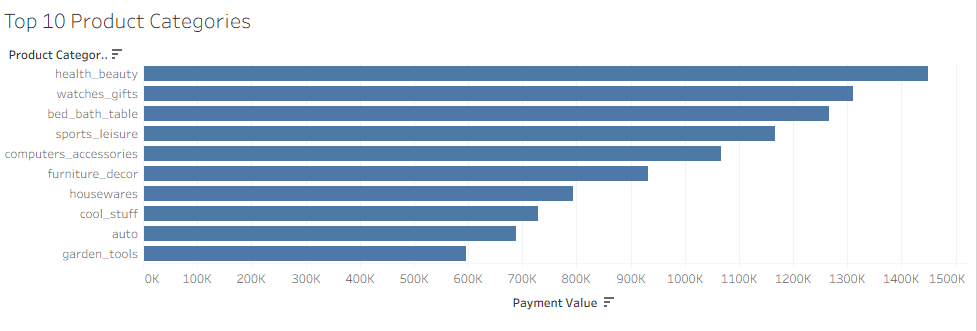 Top 10 Product Categories
Product Categor..
health_beauty
watches_gifts
bed_bath_table
sports_leisure
computers_accessories
furniture_decor
housewares
cool_stuff
auto
garden_tools
0K 100K 200K 300K 400K 500K 600K 700K 800K 900K 1000K 1100K 1200K 1300K 1400K 1500K
Payment Value